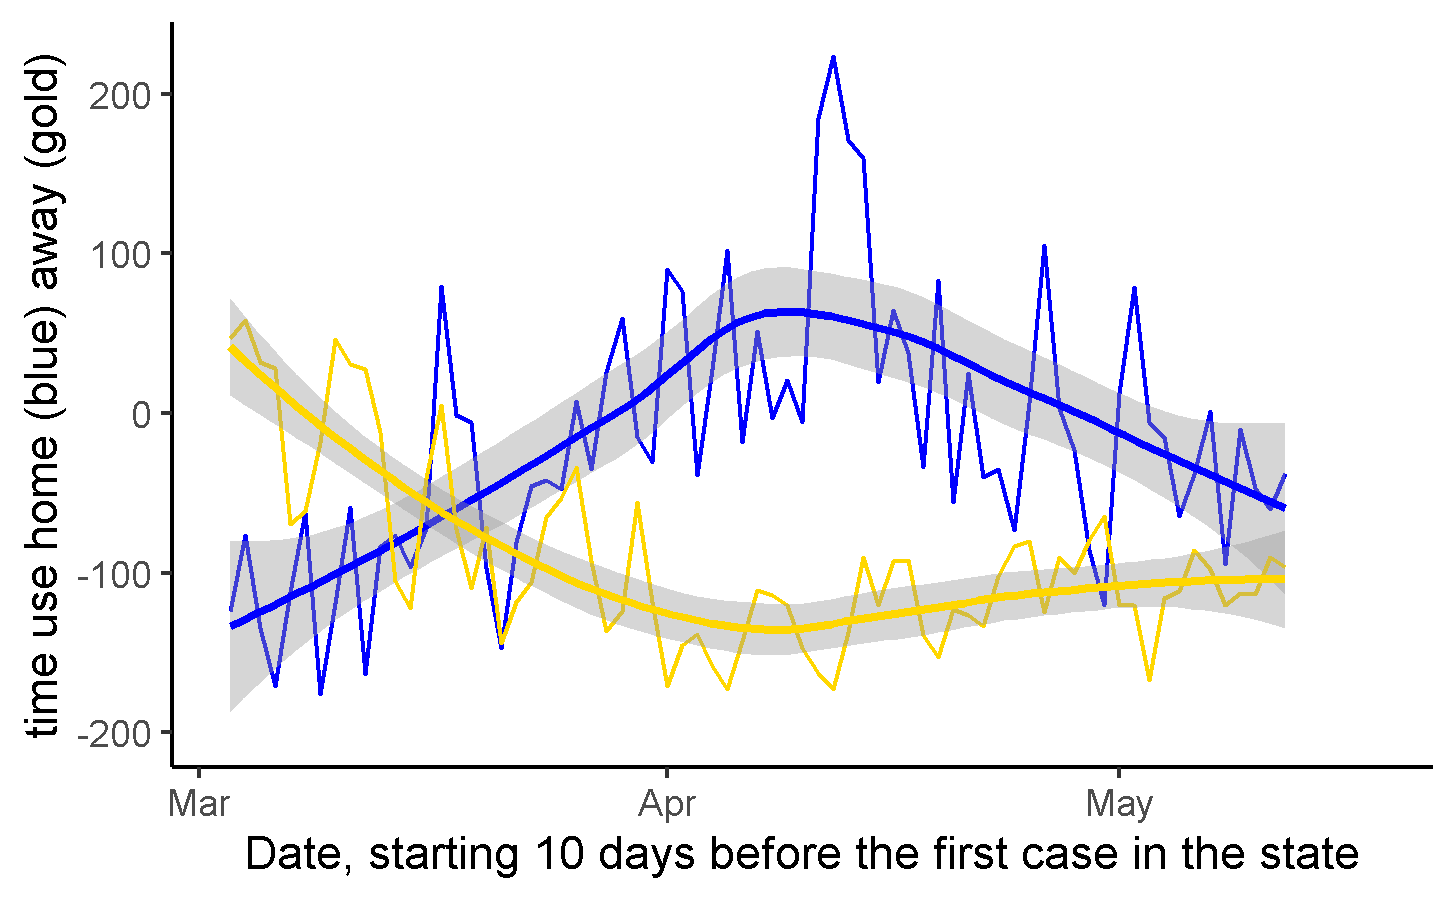 time use home (blue) away (gold)
200
100
0
-100
-200
Mar Apr May
Date, starting 10 days before the first case in the state